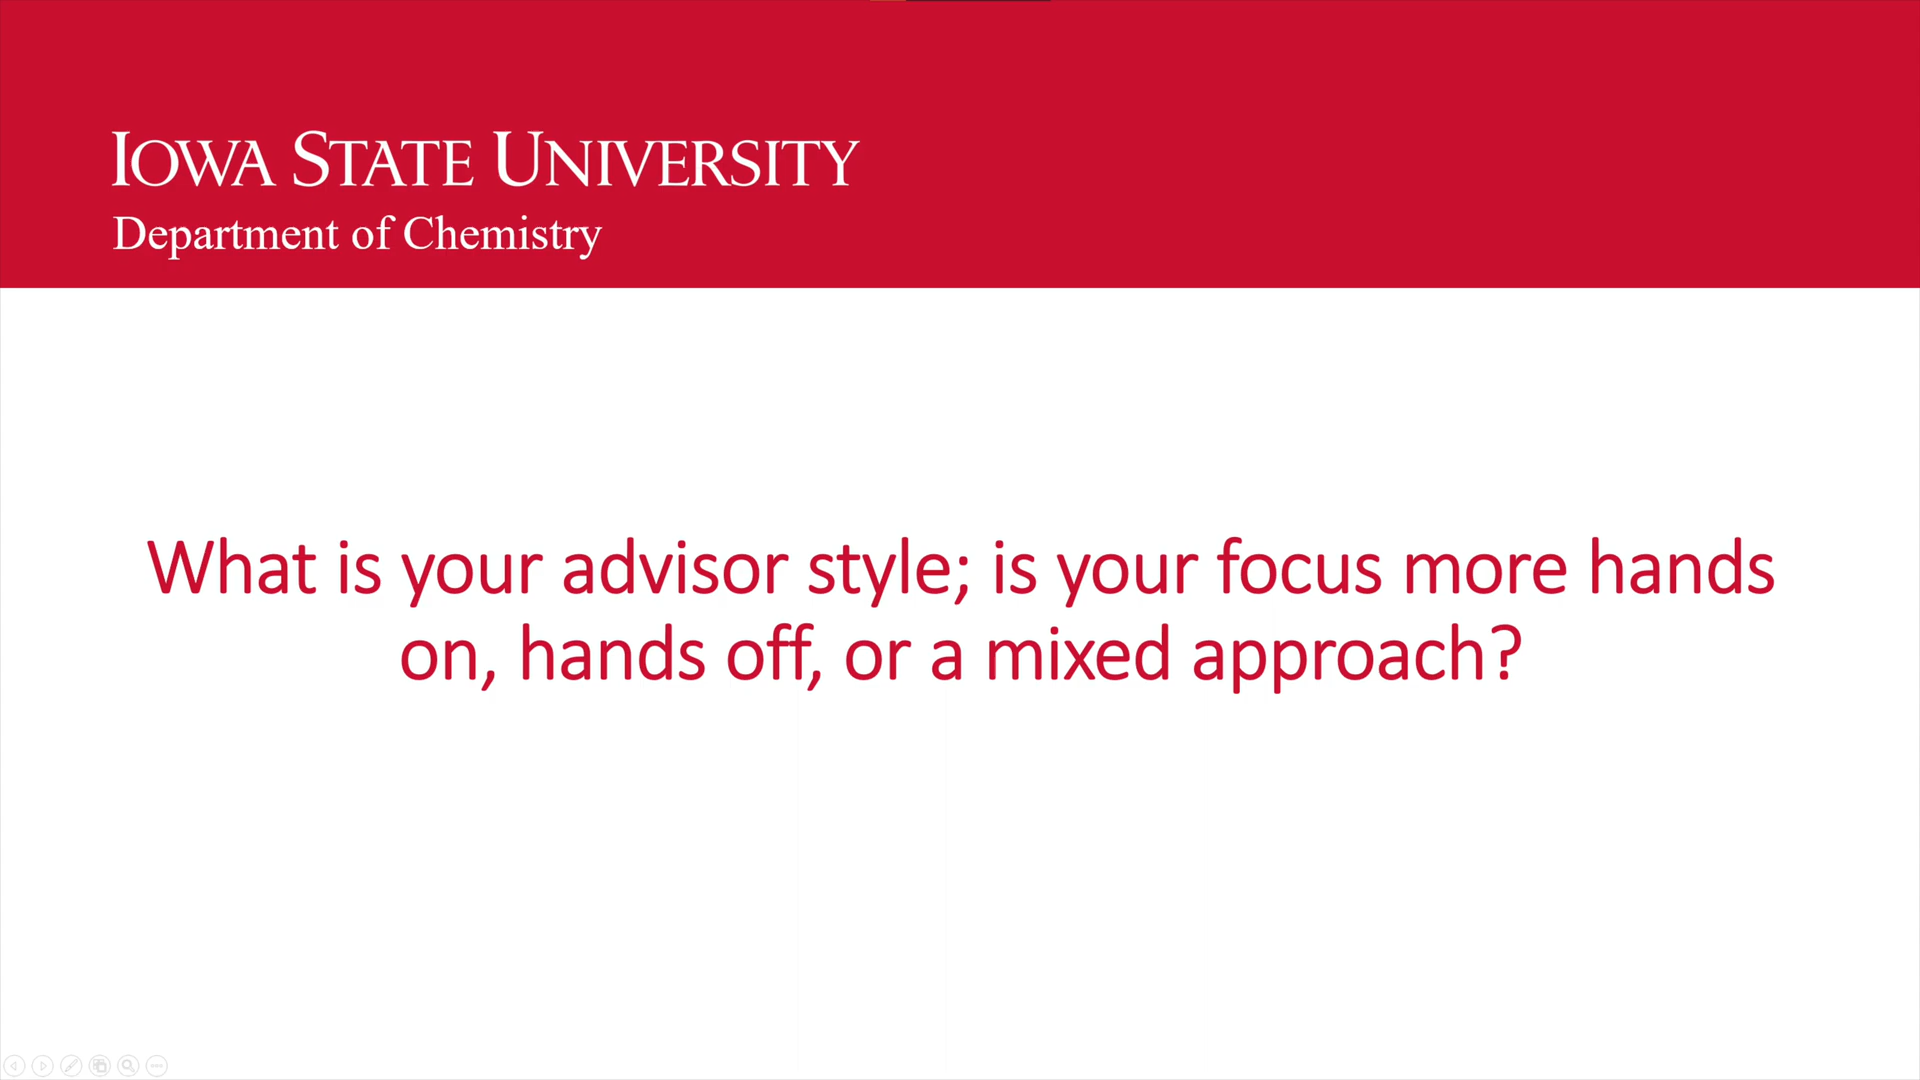 IOWA STATE UNIVERSITY
Department of Chemistry
What is your advisor style; is your focus more hands
on, hands off, or a mixed approach?